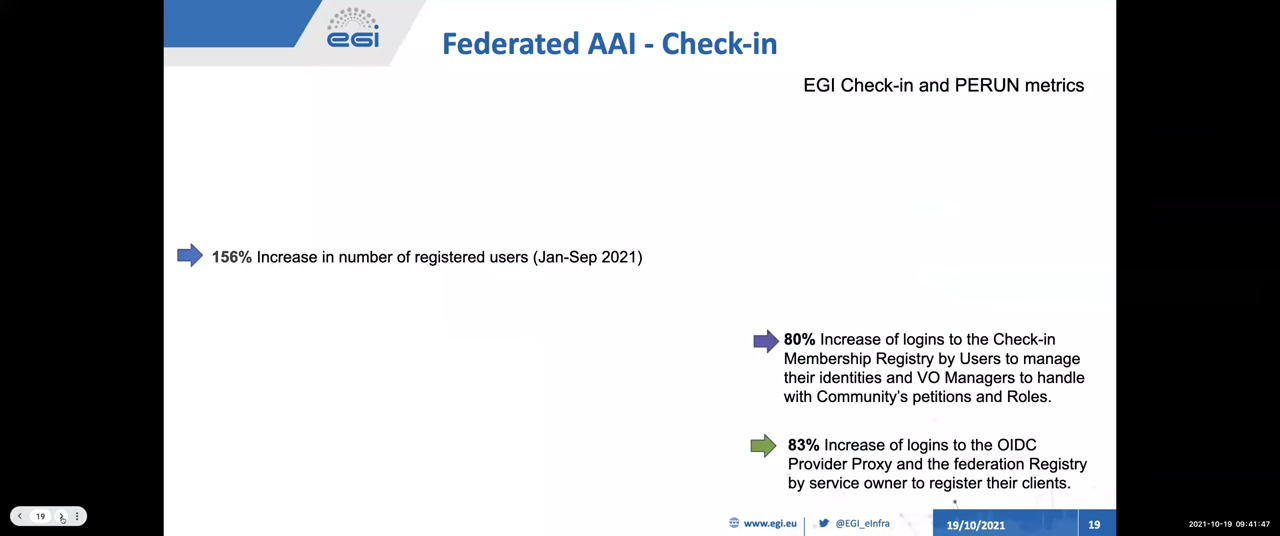 egi
Federated AAI - Check-in
EGI Check-in and PERUN metrics
156% Increase in number of registered users (Jan-Sep 2021)
80% Increase of logins to the Check-in
Membership Registry by Users to manage
their identities and VO Managers to handle
with Community's petitions and Roles.
83% Increase of logins to the OIDC
Provider Proxy and the federation Registry
by service owner to register their clients.
www.egi.eu
@EGI_eInfra
19/10/2021
19
19
2021-10-19 09:41:47